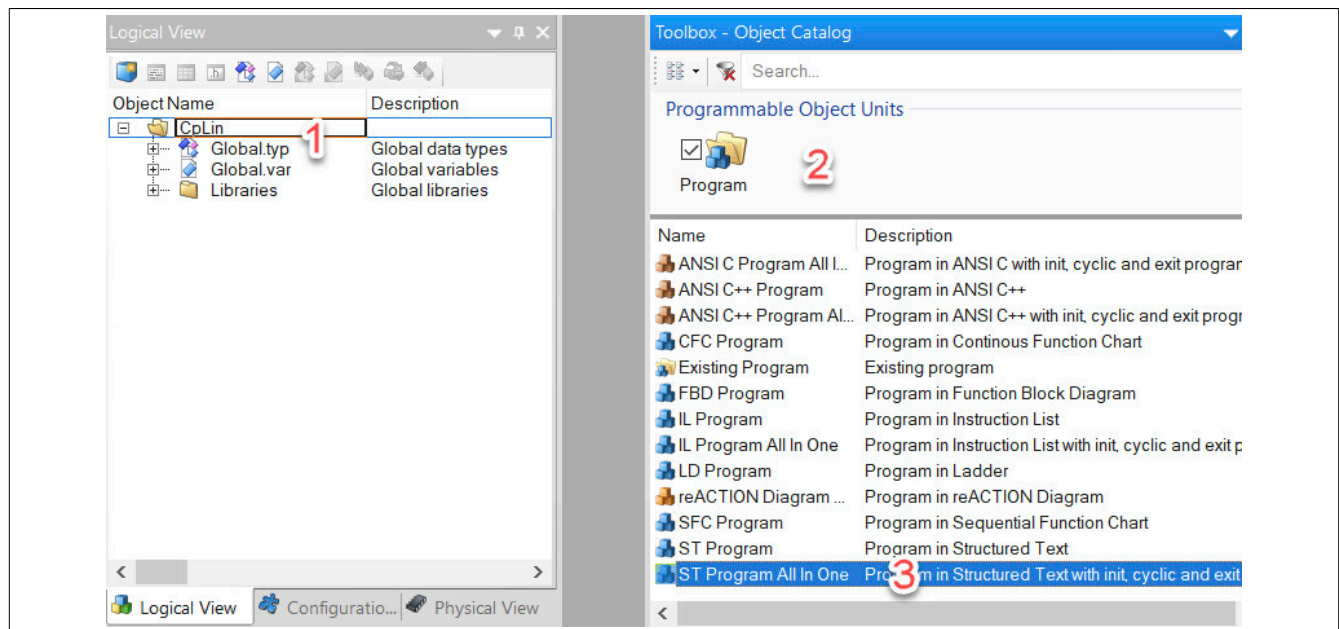 Logical View
Object Name Description
CpLin
1
Global.typ Global data types
Global.var Global variables
Libraries Global libraries
Logical View Configuratio... Physical View
Toolbox - Object Catalog
Search...
Programmable Object Units
Program
2
Name Description
ANSI C Program All I... Program in ANSI C with init, cyclic and exit progran
ANSI C++ Program Program in ANSI C++
ANSI C++ Program Al... Program in ANSI C++ with init, cyclic and exit progr
CFC Program Program in Continous Function Chart
Existing Program Existing program
FBD Program Program in Function Block Diagram
IL Program Program in Instruction List
IL Program All In One Program in Instruction List with init, cyclic and exit p
LD Program Program in Ladder
reACTION Diagram ... Program in reACTION Diagram
SFC Program Program in Sequential Function Chart
ST Program Program in Structured Text
ST Program All In One Pro 3 m in Structured Text with init, cyclic and exit